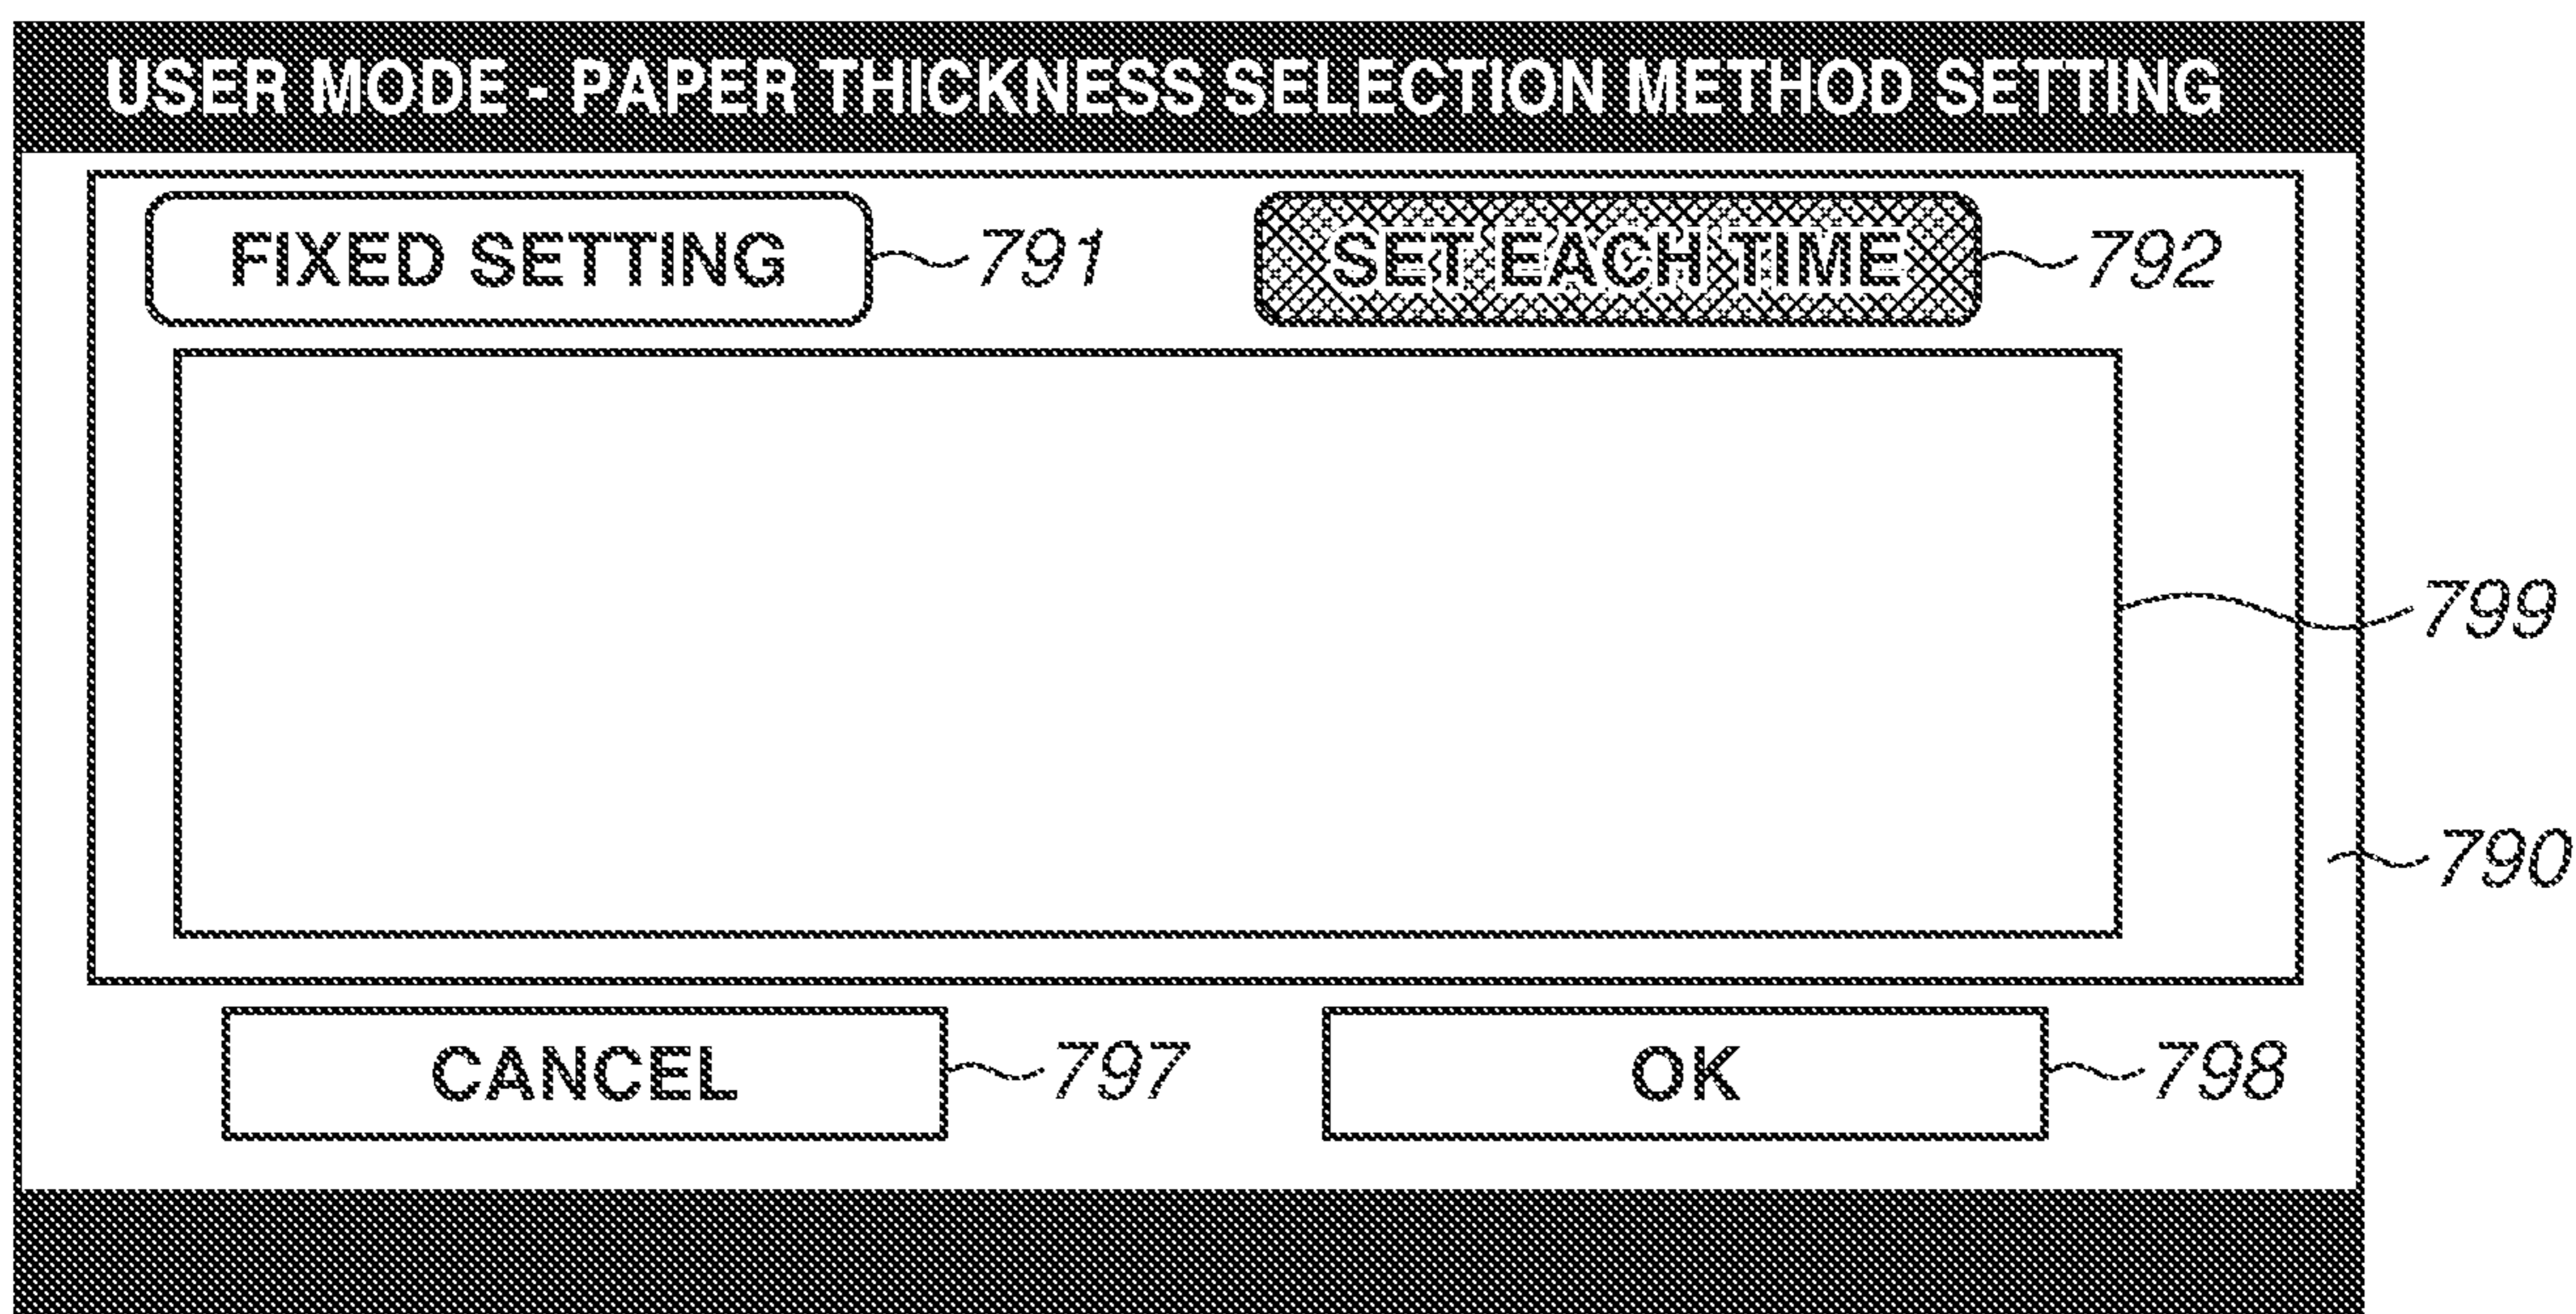 USER MODE - PAPER THICKNESS SELECTION METHOD SETTING
FIXED SETTING 791 SET EACH TIME 792
799
790
CANCEL 797 OK 798